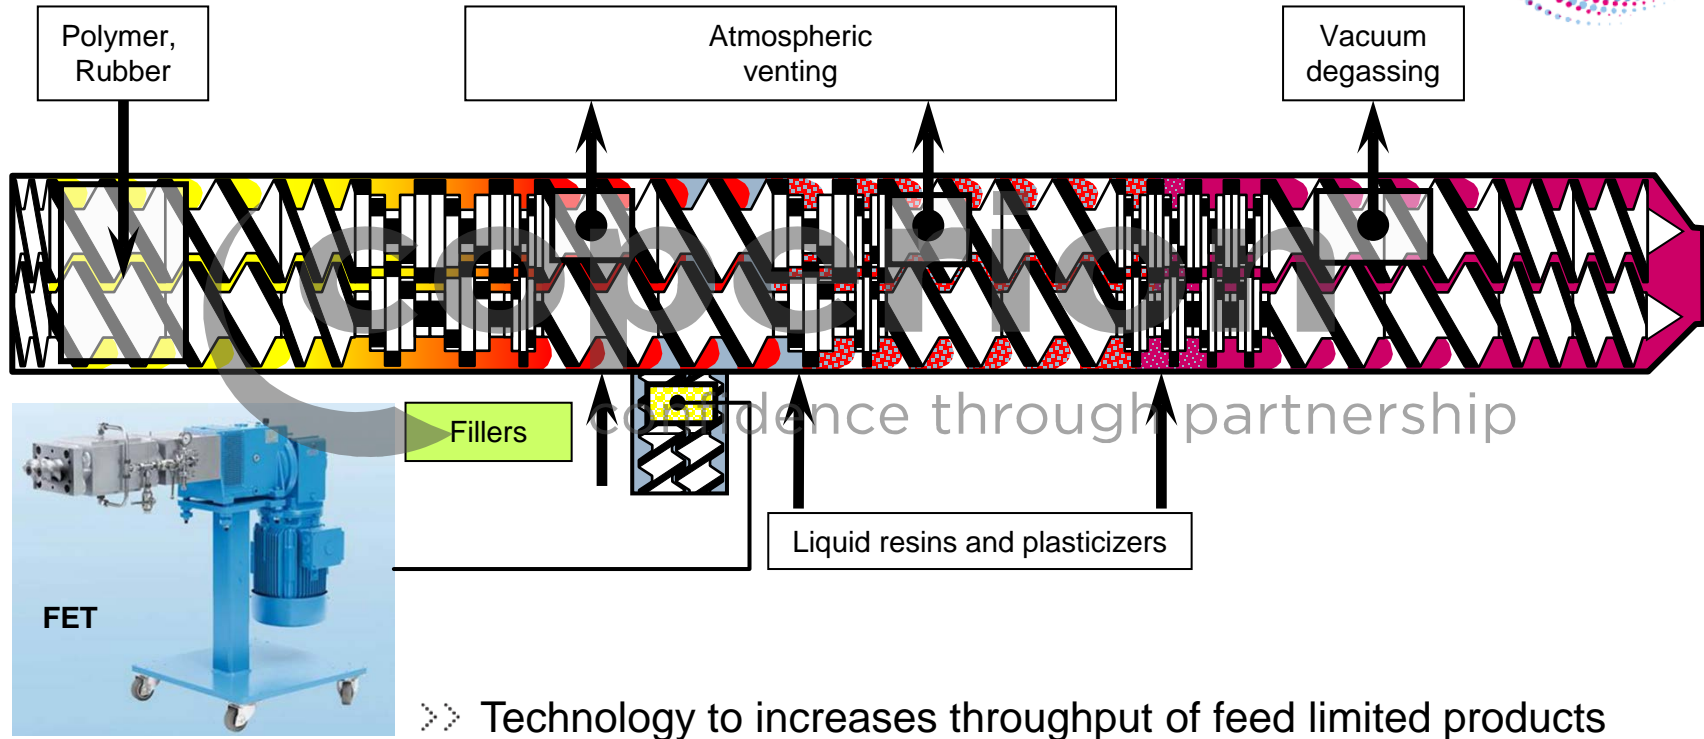 Polymer,
Rubber
Atmospheric
venting
Vacuum
degassing
coperion
confidence through partnership
Fillers
Liquid resins and plasticizers
FET
Technology to increases throughput of feed limited products